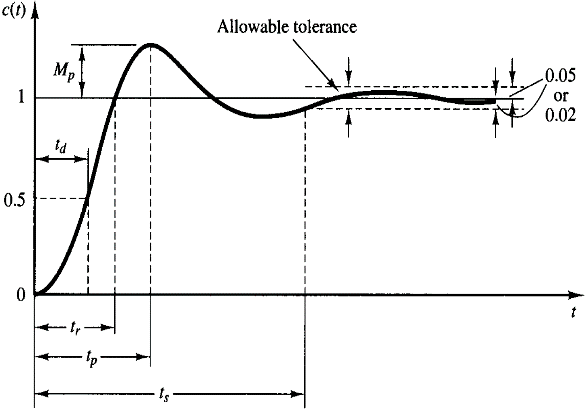 c(t)
Allowable tolerance
M_p
0.05
or
0.02
1
t_d
0.5
0
t
t_r
t_p
t_s